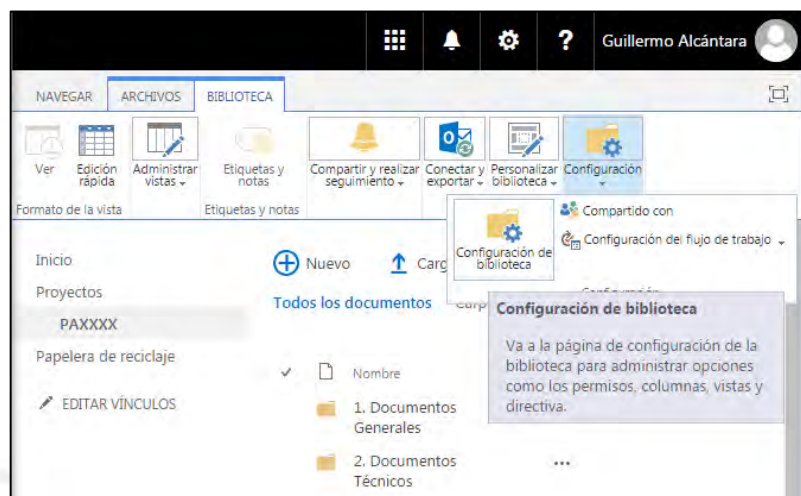 ?
Guillermo Alcántara
NAVEGAR ARCHIVOS BIBLIOTECA
Ver
Edición
rápida
Administrar
vistas
Etiquetas y
notas
Compartir y realizar
seguimiento
Conectar y
exportar
Personalizar
biblioteca
Configuración
Formato de la vista
Etiquetas y notas
Configuración de
biblioteca
Compartido con
Configuración del flujo de trabajo
Configuración
Inicio
Proyectos
PAXXXX
Papelera de reciclaje
EDITAR VÍNCULOS
Nuevo
Carg
Todos los documentos
Configuración de biblioteca
Va a la página de configuración de la
biblioteca para administrar opciones
como los permisos, columnas, vistas y
directiva.
Nombre
1. Documentos
Generales
2. Documentos
Técnicos
...